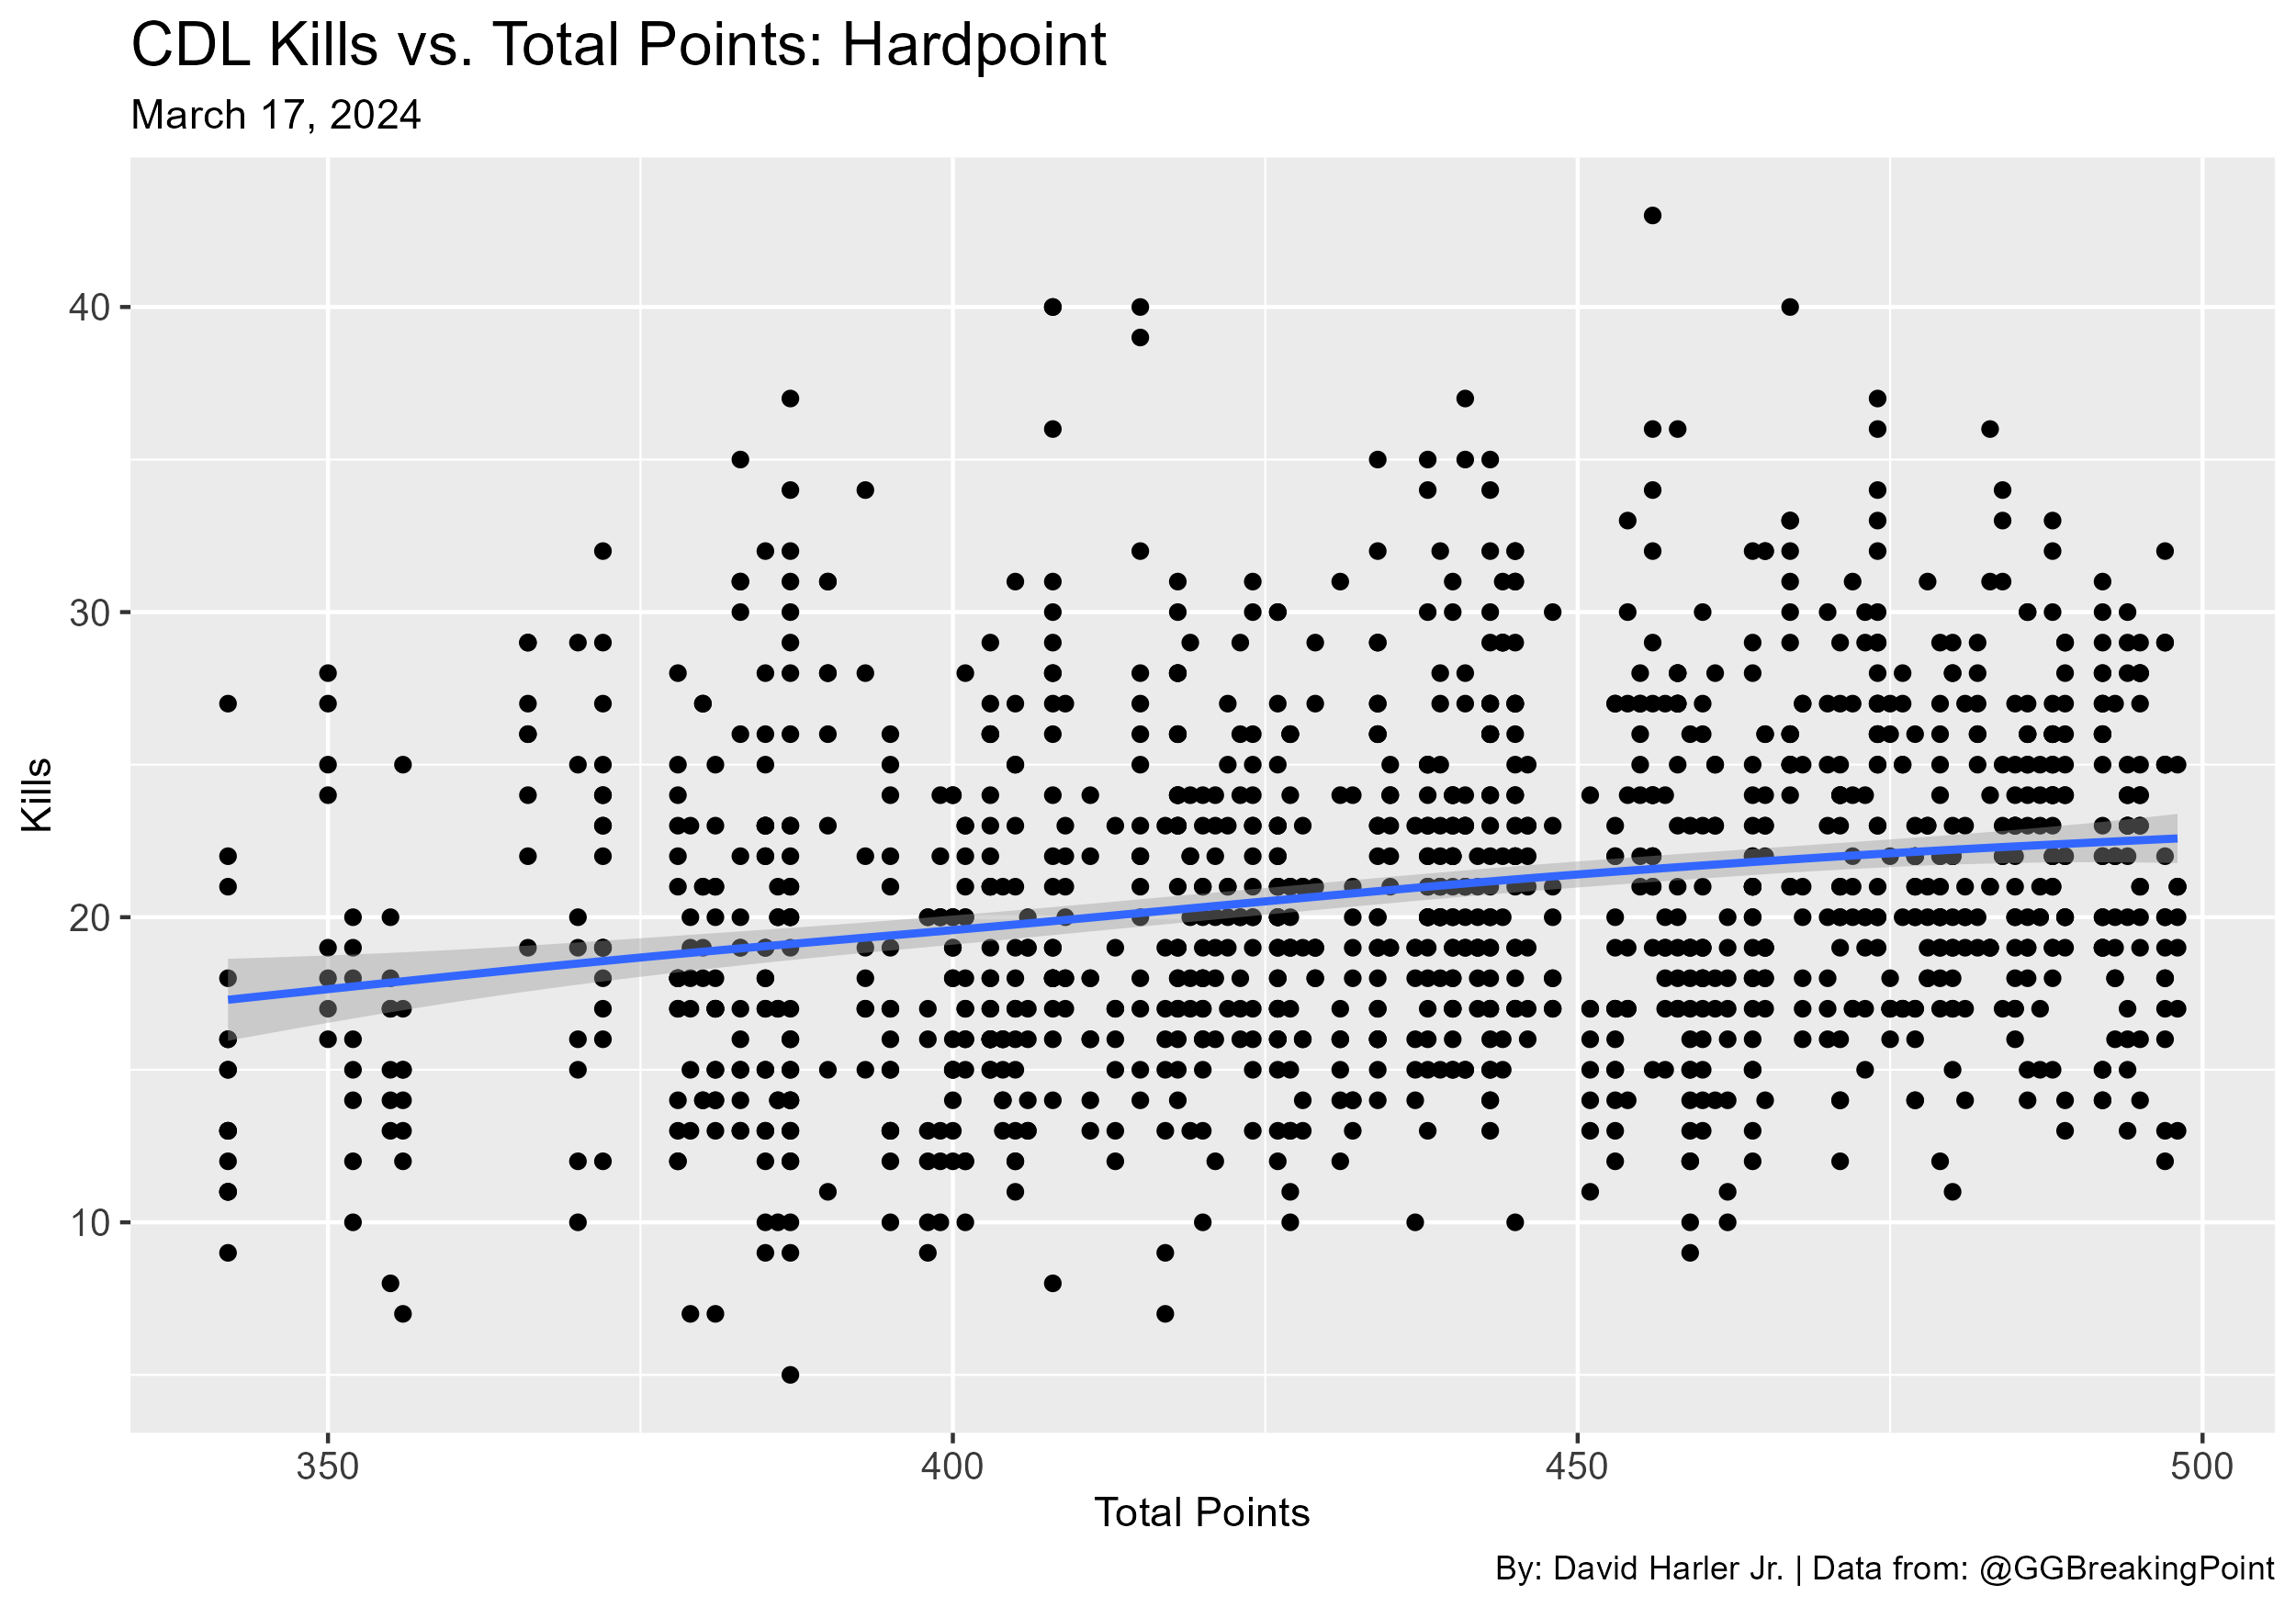 CDL Kills vs. Total Points: Hardpoint
March 17, 2024
Kills
40
30
20
10
350 400 450 500
Total Points
By: David Harler Jr. | Data from: @GGBreakingPoint